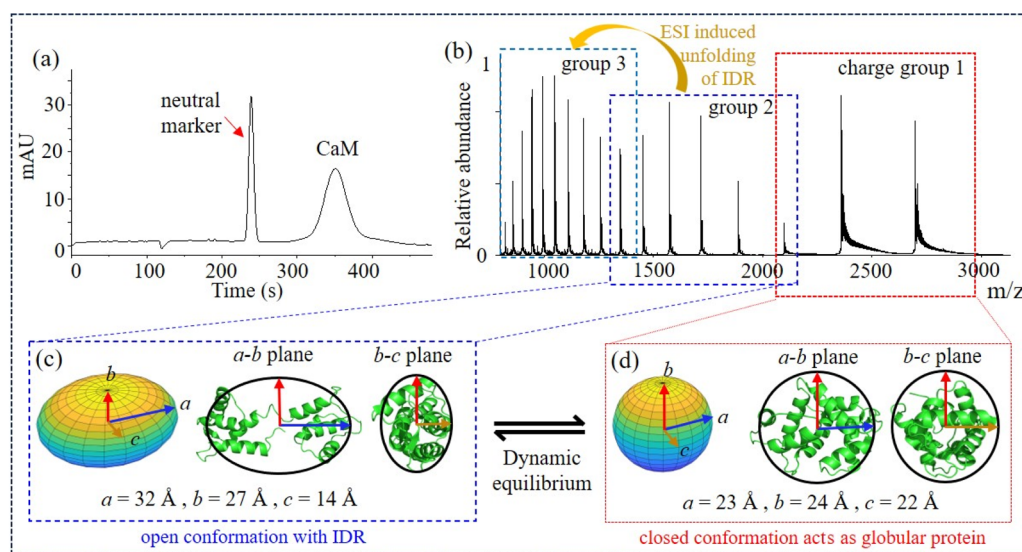 (a)
neutral
marker
CaM
mAU
30
20
10
0
0
100
200
300
400
Time (s)
(b)
ESI induced
unfolding
of IDR
group 3
group 2
charge group 1
Relative abundance
1
0
1000
1500
2000
2500
3000
m/z
(c)
b
a
c
a-b plane
b-c plane
a = 32 Å , b = 27 Å , c = 14 Å
open conformation with IDR
Dynamic
equilibrium
(d)
b
a
c
a-b plane
b-c plane
a = 23 Å , b = 24 Å , c = 22 Å
closed conformation acts as globular protein